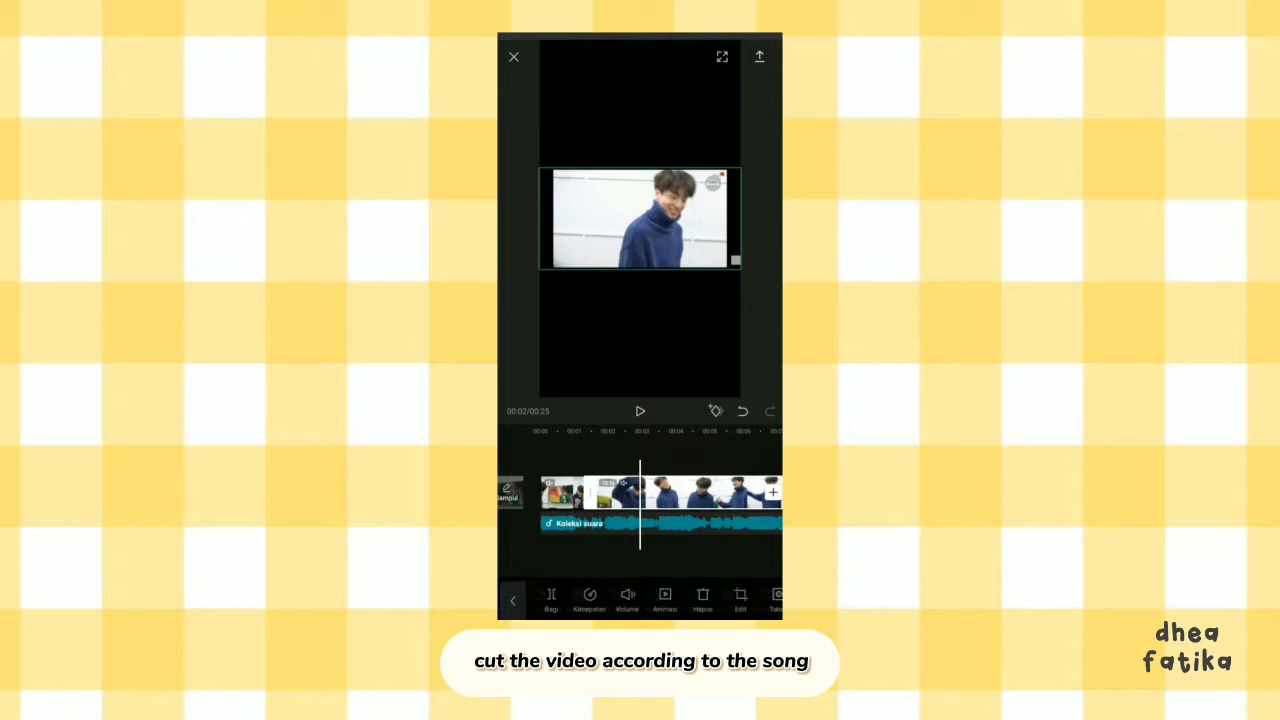 00:02/00:25
00:00 00:01 00:02 00:03 00:04 00:05 00:06
Koleksi suara
Bagi Kecepatan Volume Animasi Hapus Edit
cut the video according to the song
dhea
fatika